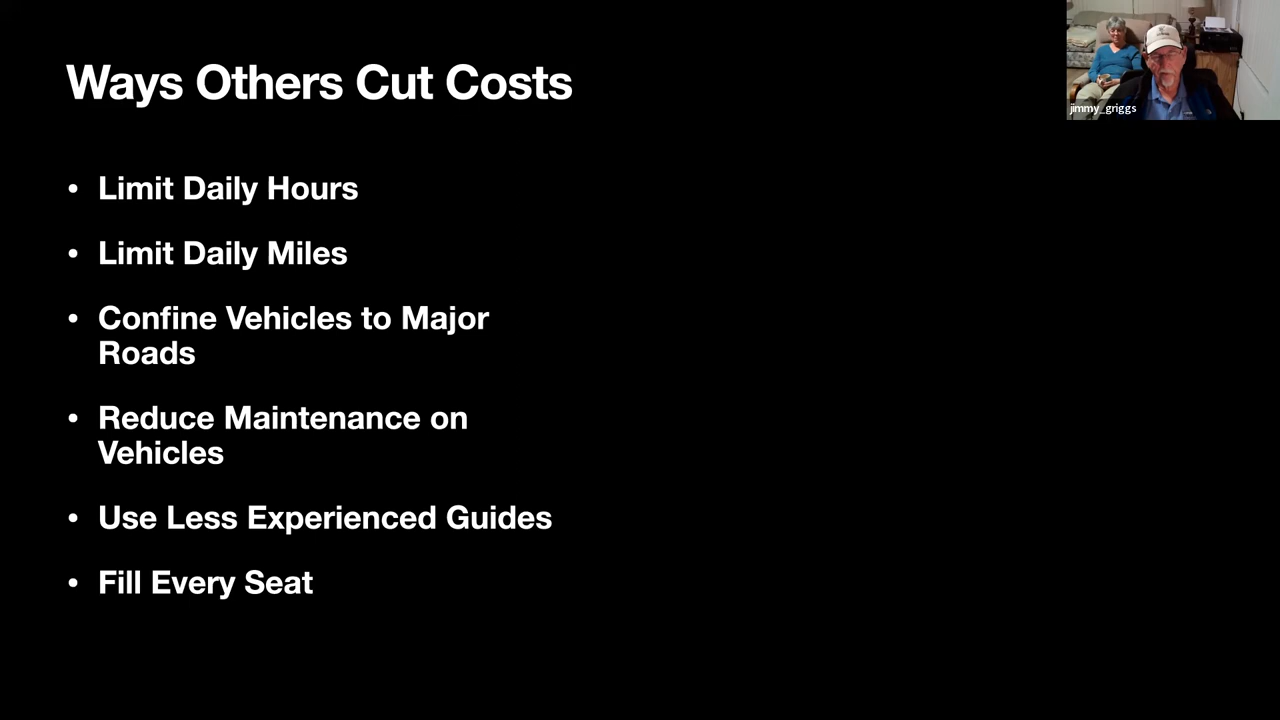 Ways Others Cut Costs
• Limit Daily Hours
• Limit Daily Miles
• Confine Vehicles to Major
Roads
• Reduce Maintenance on
Vehicles
• Use Less Experienced Guides
• Fill Every Seat
jimmy_griggs